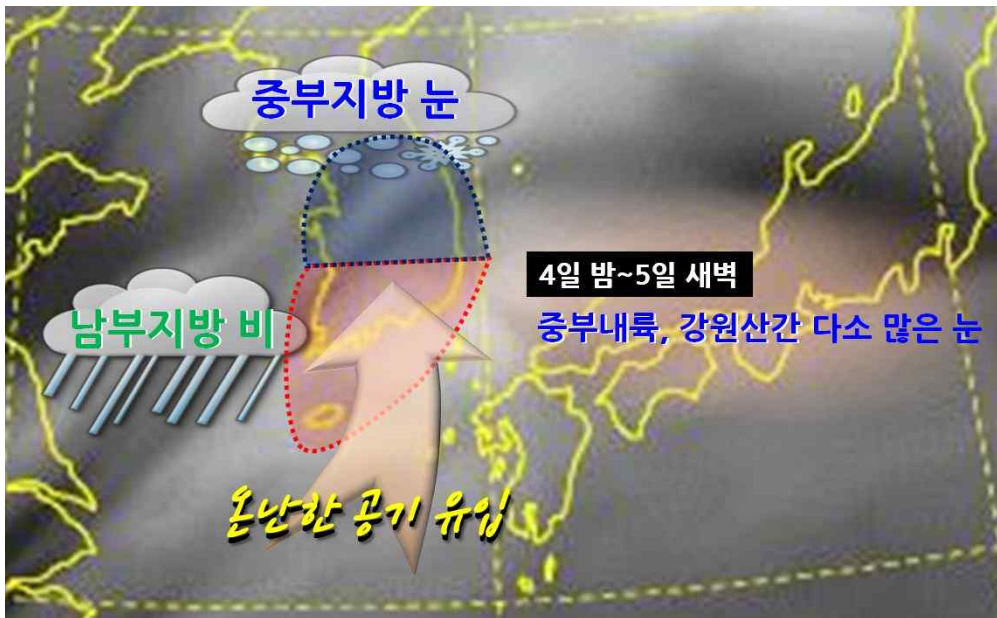 중부지방 눈
4일 밤~5일 새벽
중부내륙, 강원산간 다소 많은 눈
남부지방 비
온난한 공기 유입